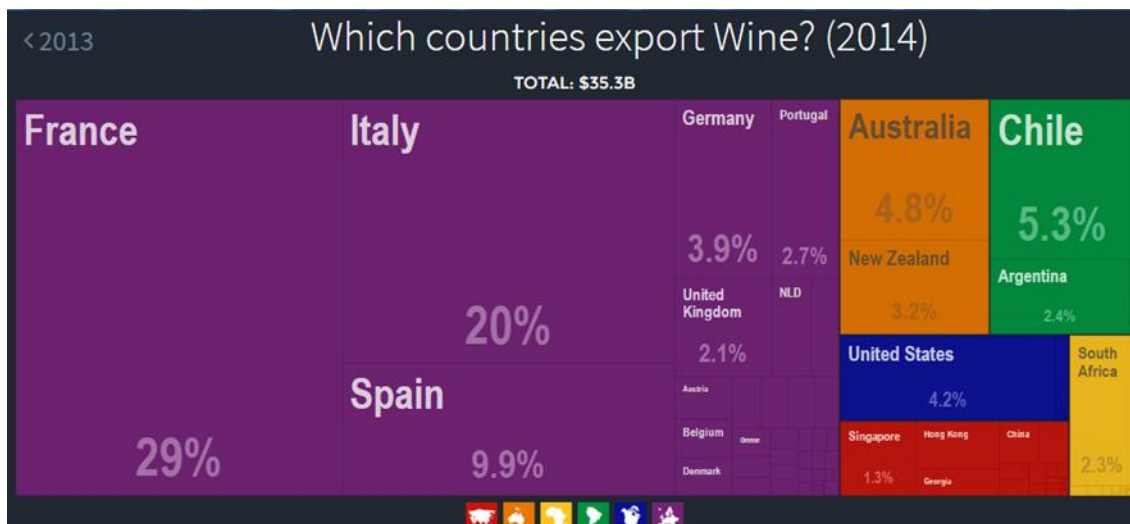 < 2013
Which countries export Wine? (2014)
TOTAL: $35.3B
France
29%
Italy
20%
Spain
9.9%
Germany
3.9%
Portugal
2.7%
United
Kingdom
2.1%
NLD
Austria
Belgium
Greece
Denmark
Australia
4.8%
New Zealand
3.2%
Chile
5.3%
Argentina
2.4%
United States
4.2%
South
Africa
2.3%
Singapore
1.3%
Hong Kong
Georgia
China